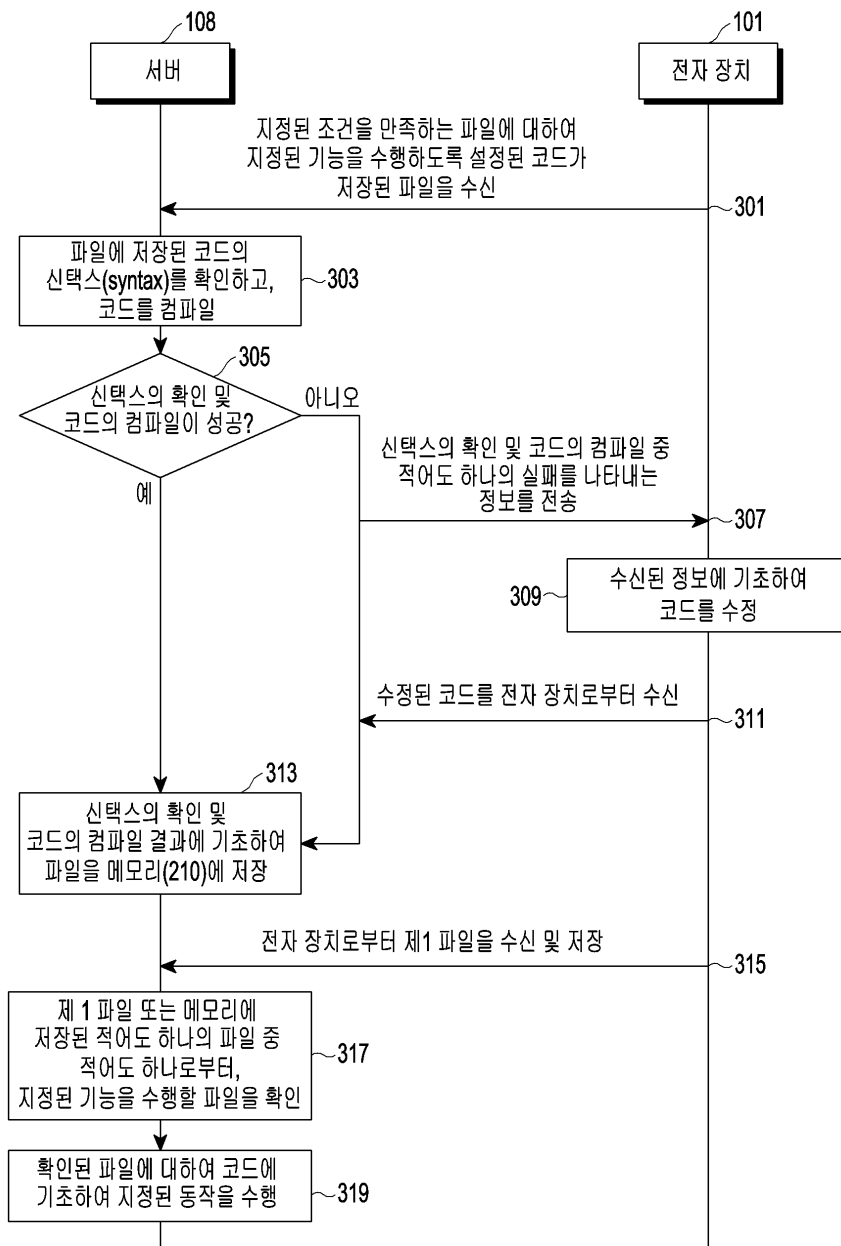 108
서버
101
전자 장치
지정된 조건을 만족하는 파일에 대하여
지정된 기능을 수행하도록 설정된 코드가
저장된 파일을 수신
301
파일에 저장된 코드의
신택스(syntax)를 확인하고,
코드를 컴파일
303
305
신택스의 확인 및
코드의 컴파일이 성공?
아니오
예
신택스의 확인 및 코드의 컴파일 중
적어도 하나의 실패를 나타내는
정보를 전송
307
수신된 정보에 기초하여
코드를 수정
309
수정된 코드를 전자 장치로부터 수신
311
313
신택스의 확인 및
코드의 컴파일 결과에 기초하여
파일을 메모리(210)에 저장
전자 장치로부터 제1 파일을 수신 및 저장
315
제 1 파일 또는 메모리에
저장된 적어도 하나의 파일 중
적어도 하나로부터,
지정된 기능을 수행할 파일을 확인
317
확인된 파일에 대하여 코드에
기초하여 지정된 동작을 수행
319